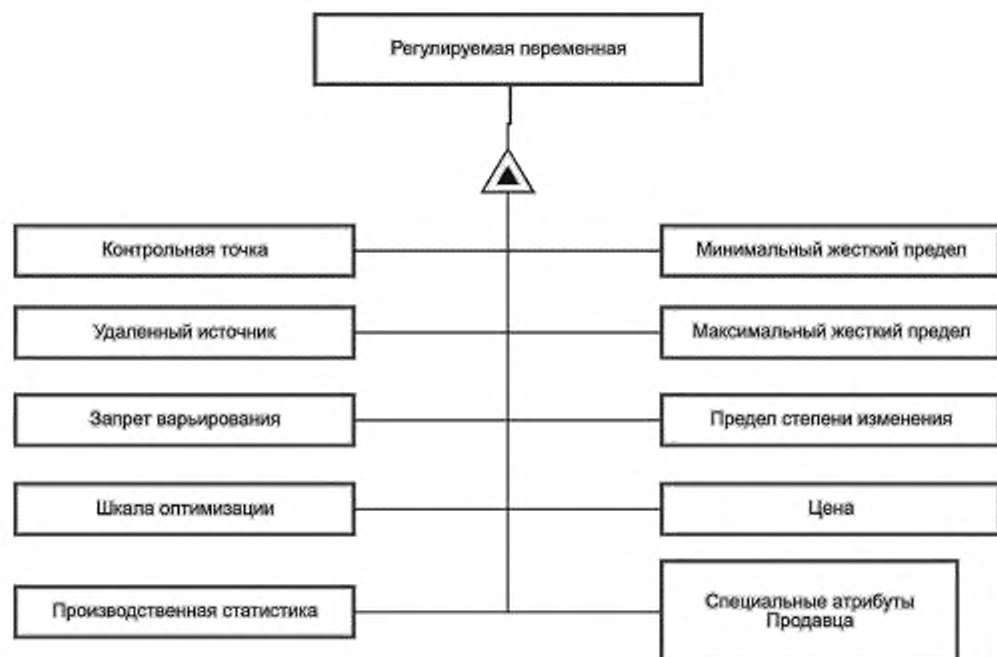 Регулируемая переменная
Контрольная точка
Минимальный жесткий предел
Удаленный источник
Максимальный жесткий предел
Запрет варьирования
Предел степени изменения
Шкала оптимизации
Цена
Производственная статистика
Специальные атрибуты
Продавца